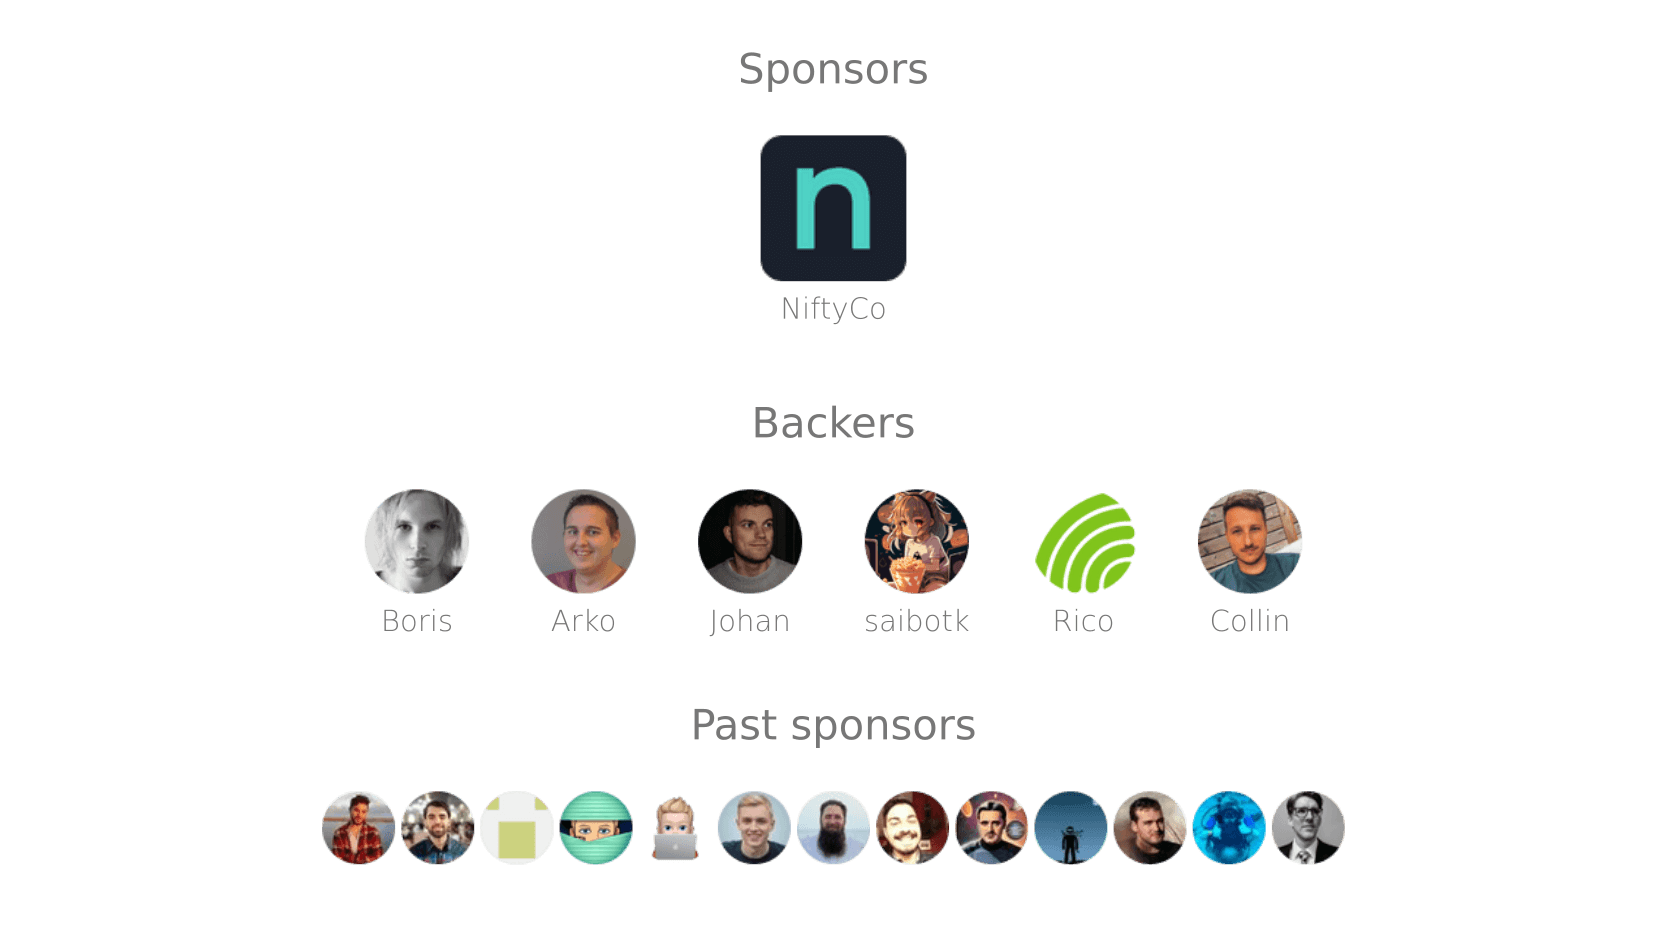 Sponsors
n
NiftyCo
Backers
Boris Arko Johan saibotk Rico Collin
Past sponsors